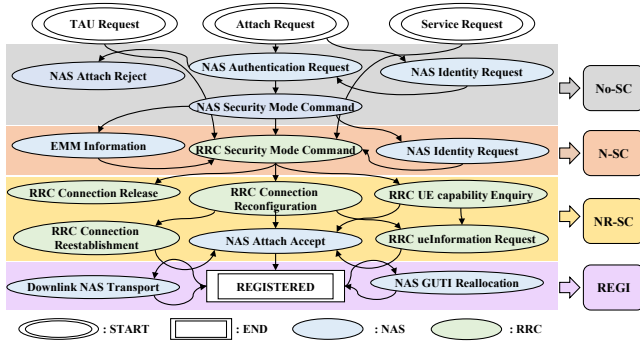 TAU Request
Attach Request
Service Request
NAS Attach Reject
NAS Authentication Request
NAS Identity Request
No-SC
NAS Security Mode Command
EMM Information
RRC Security Mode Command
NAS Identity Request
N-SC
RRC Connection Release
RRC Connection
Reconfiguration
RRC UE capability Enquiry
NR-SC
RRC Connection
Reestablishment
NAS Attach Accept
RRC ueInformation Request
Downlink NAS Transport
REGISTERED
NAS GUTI Reallocation
REGI
: START
: END
: NAS
: RRC